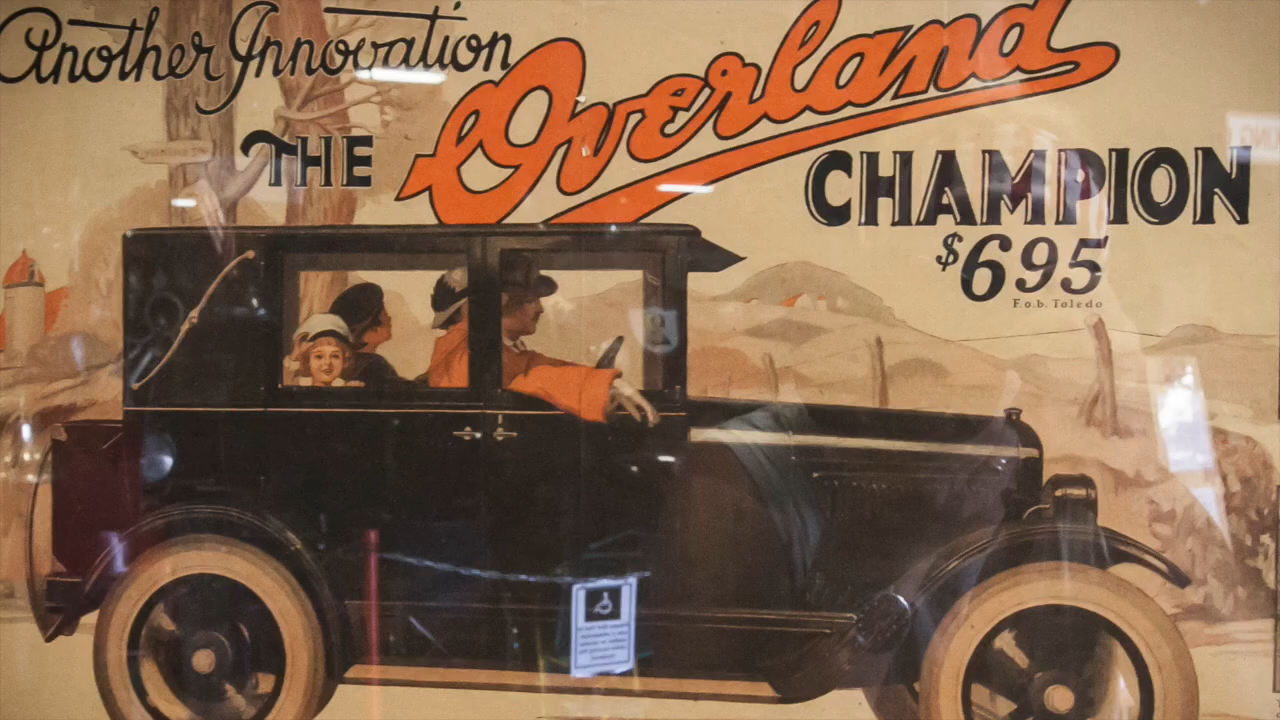 Another Innovation
THE Overland
CHAMPION
$695
F.o.b. Toledo